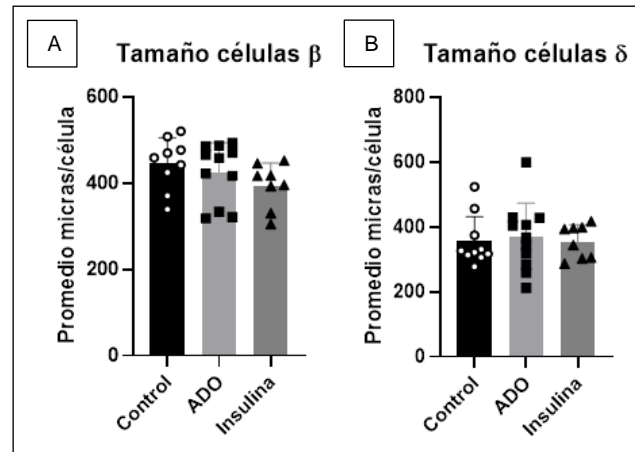 A
Tamaño células β
Promedio micras/célula
600
400
200
0
Control
ADO
Insulina
B
Tamaño células δ
Promedio micras/célula
800
600
400
200
0
Control
ADO
Insulina